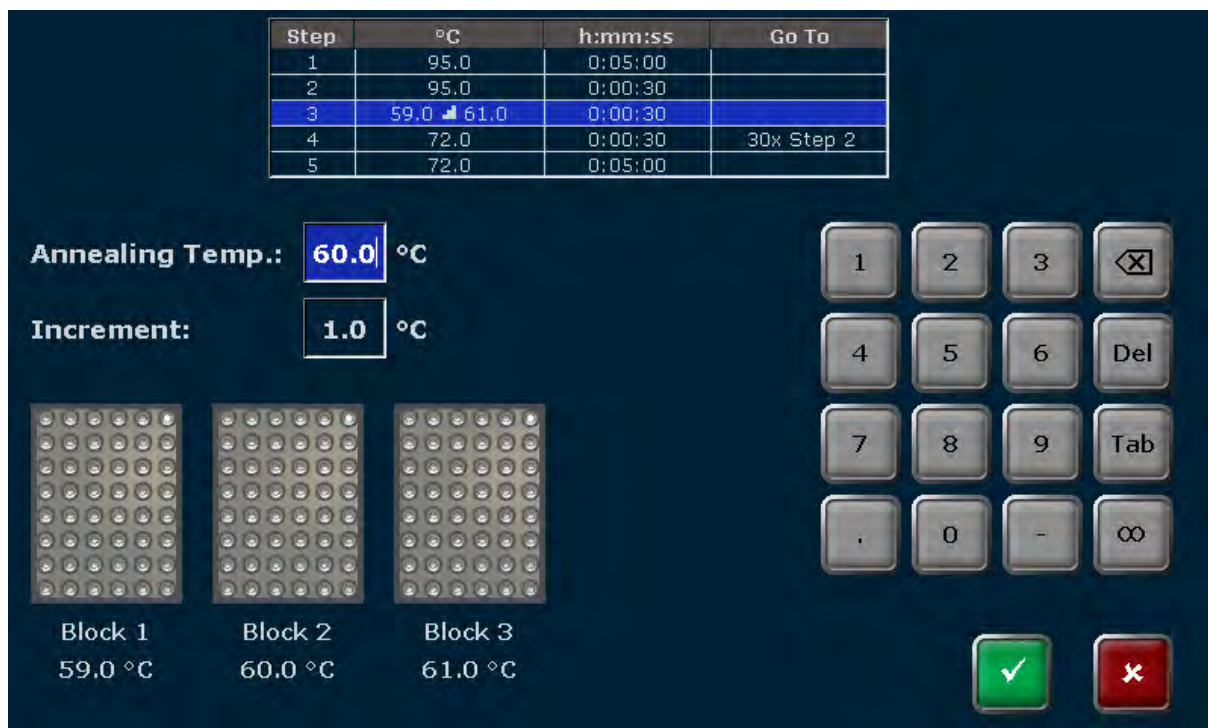 Step °C h:mm:ss Go To
1 95.0 0:05:00
2 95.0 0:00:30
3 59.0 61.0 0:00:30
4 72.0 0:00:30 30x Step 2
5 72.0 0:05:00
Annealing Temp.: 60.0 °C
Increment: 1.0 °C
1 2 3
4 5 6 Del
7 8 9 Tab
. 0 - ∞
Block 1 Block 2 Block 3
59.0 °C 60.0 °C 61.0 °C